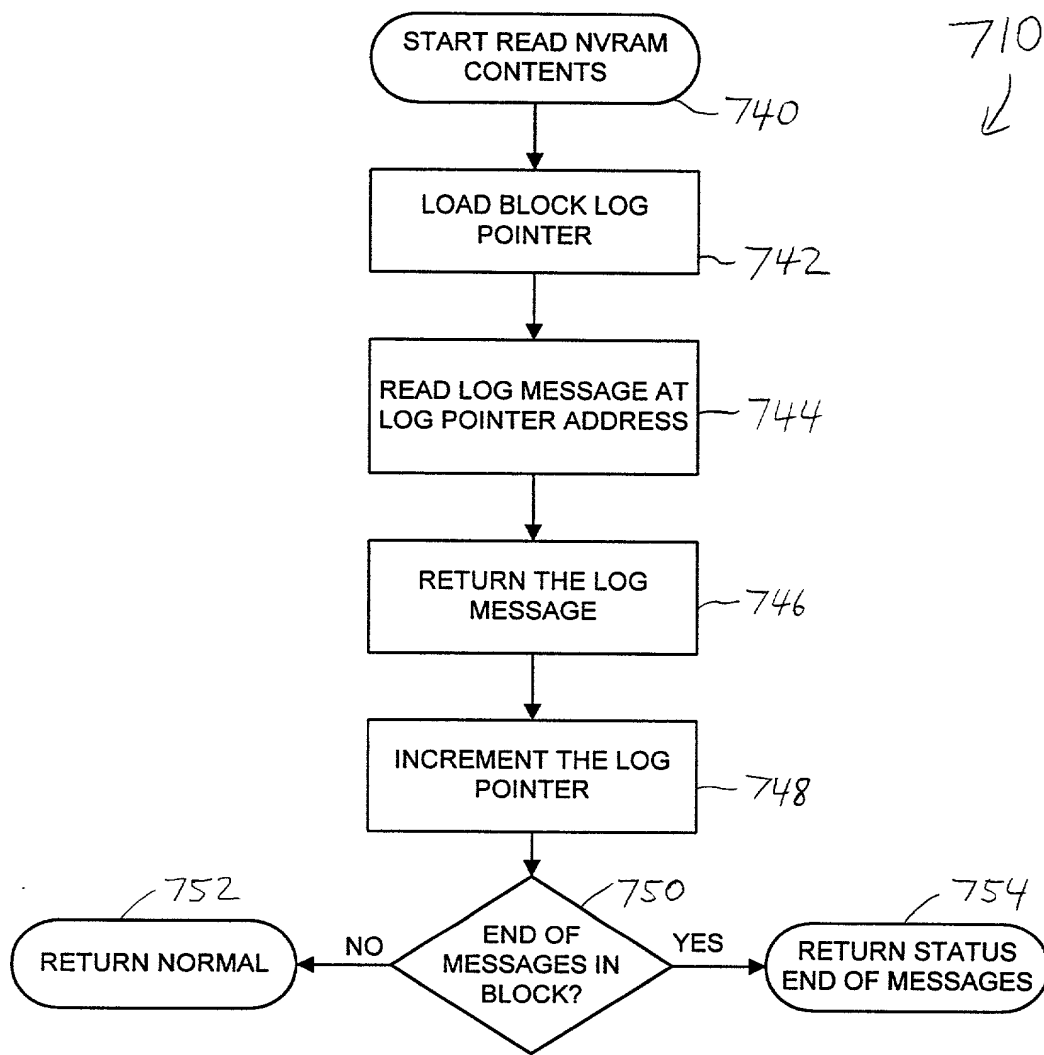 710
START READ NVRAM
CONTENTS
740
LOAD BLOCK LOG
POINTER
742
READ LOG MESSAGE AT
LOG POINTER ADDRESS
744
RETURN THE LOG
MESSAGE
746
INCREMENT THE LOG
POINTER
748
752
750
754
RETURN NORMAL
NO
END OF
MESSAGES IN
BLOCK?
YES
RETURN STATUS
END OF MESSAGES